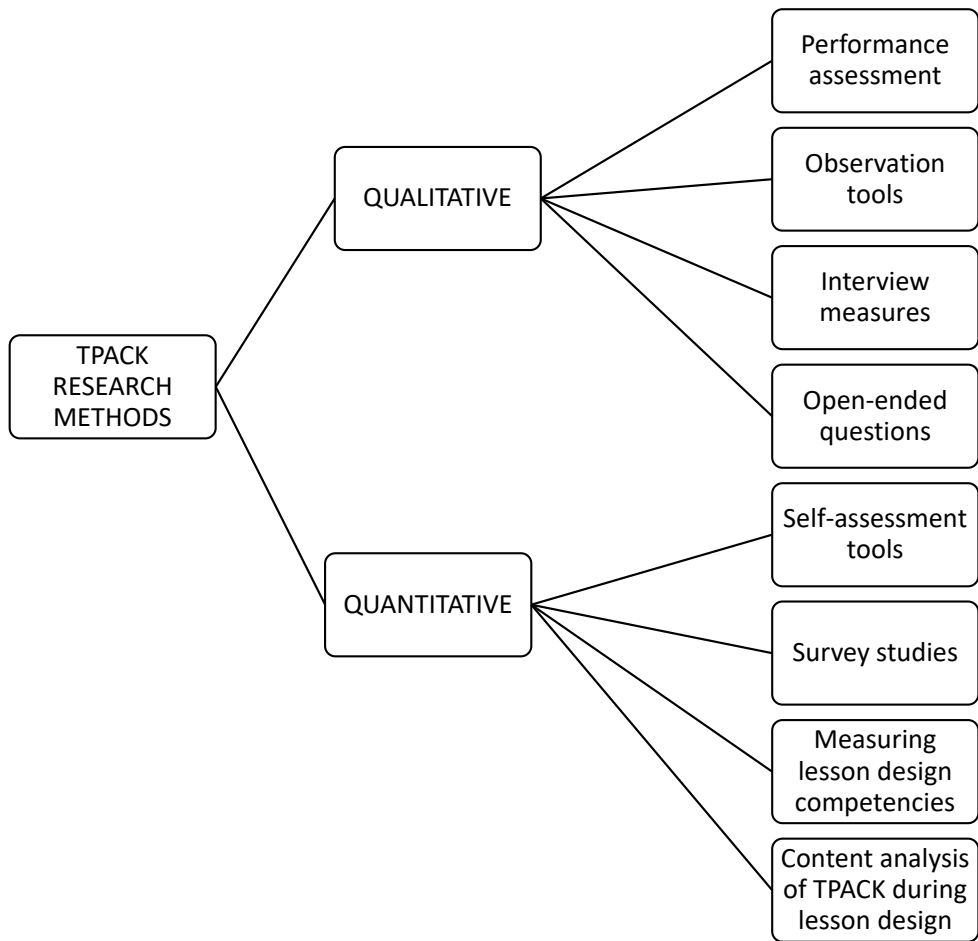 Performance
assessment
Observation
tools
QUALITATIVE
Interview
measures
TPACK
RESEARCH
METHODS
Open-ended
questions
Self-assessment
tools
QUANTITATIVE
Survey studies
Measuring
lesson design
competencies
Content analysis
of TPACK during
lesson design